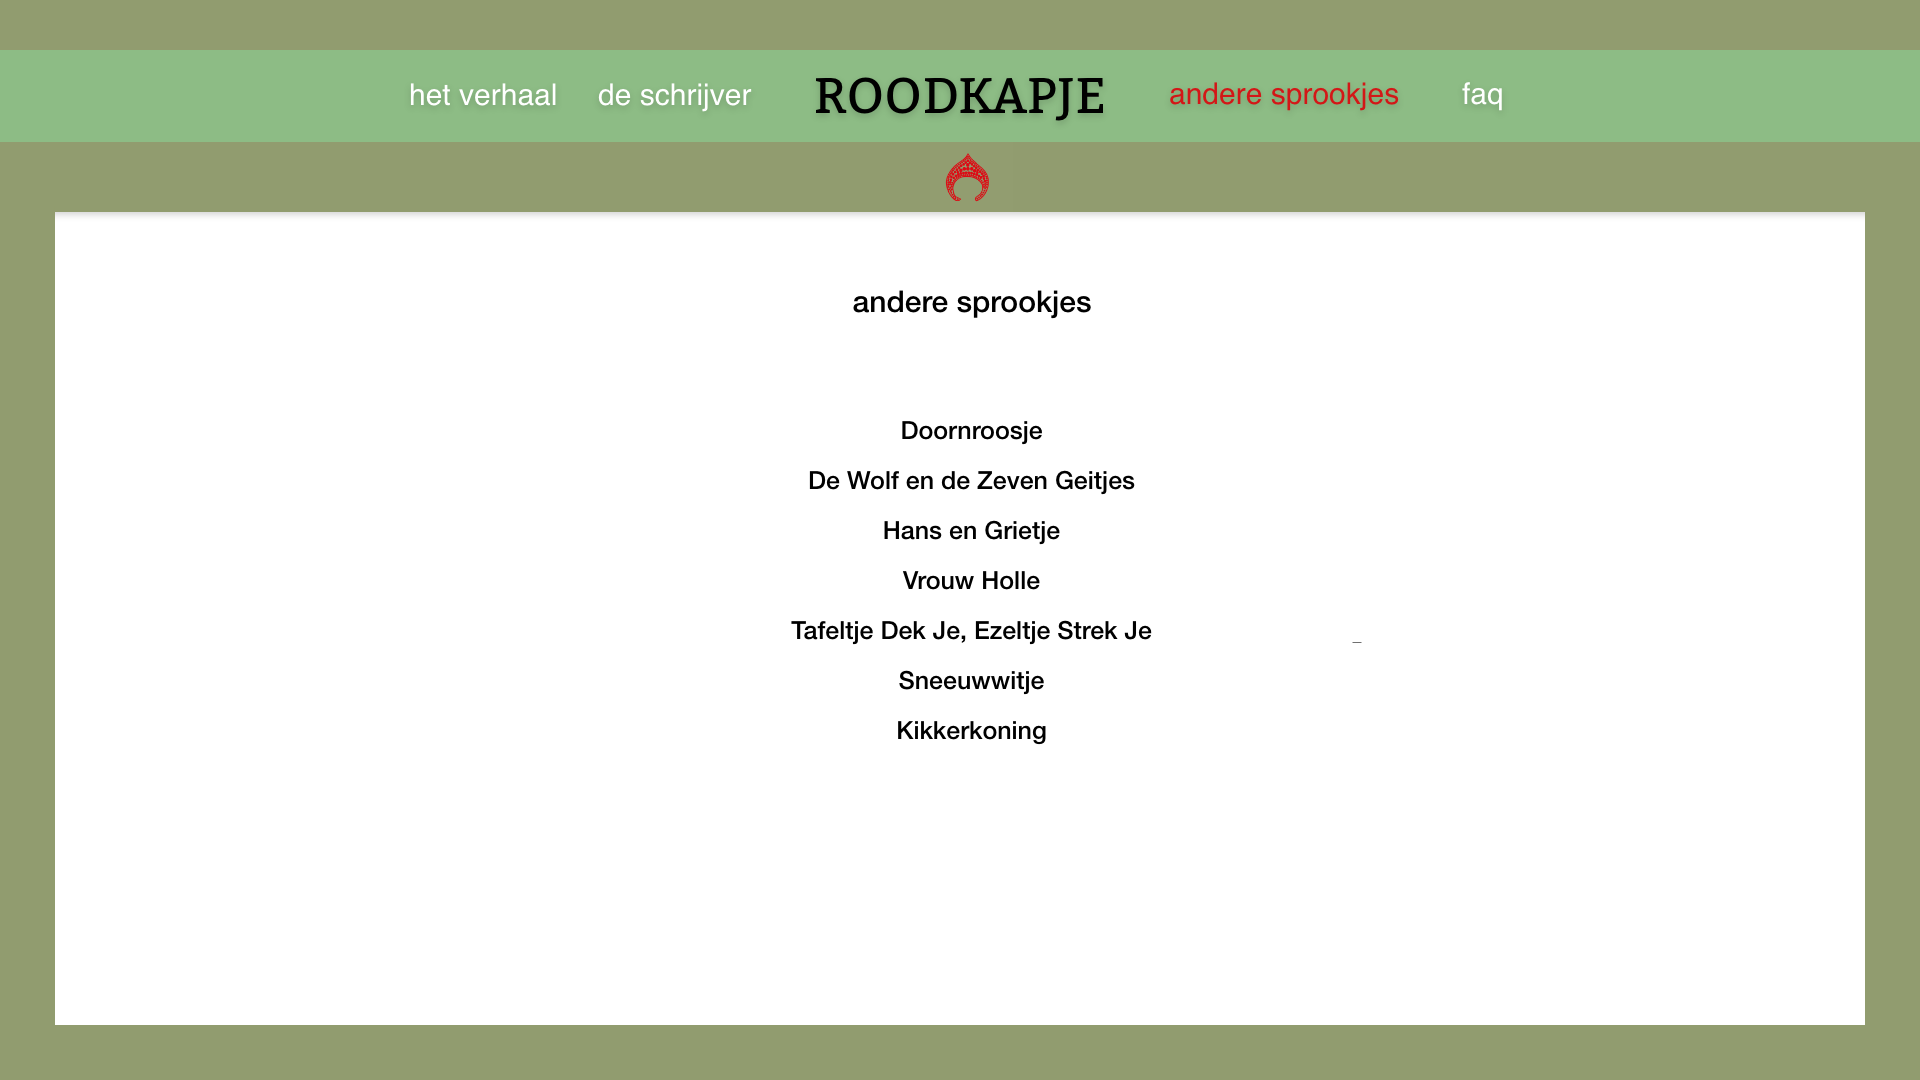 het verhaal de schrijver ROODKAPJE andere sprookjes faq
andere sprookjes
Doornroosje
De Wolf en de Zeven Geitjes
Hans en Grietje
Vrouw Holle
Tafeltje Dek Je, Ezeltje Strek Je
_
Sneeuwwitje
Kikkerkoning